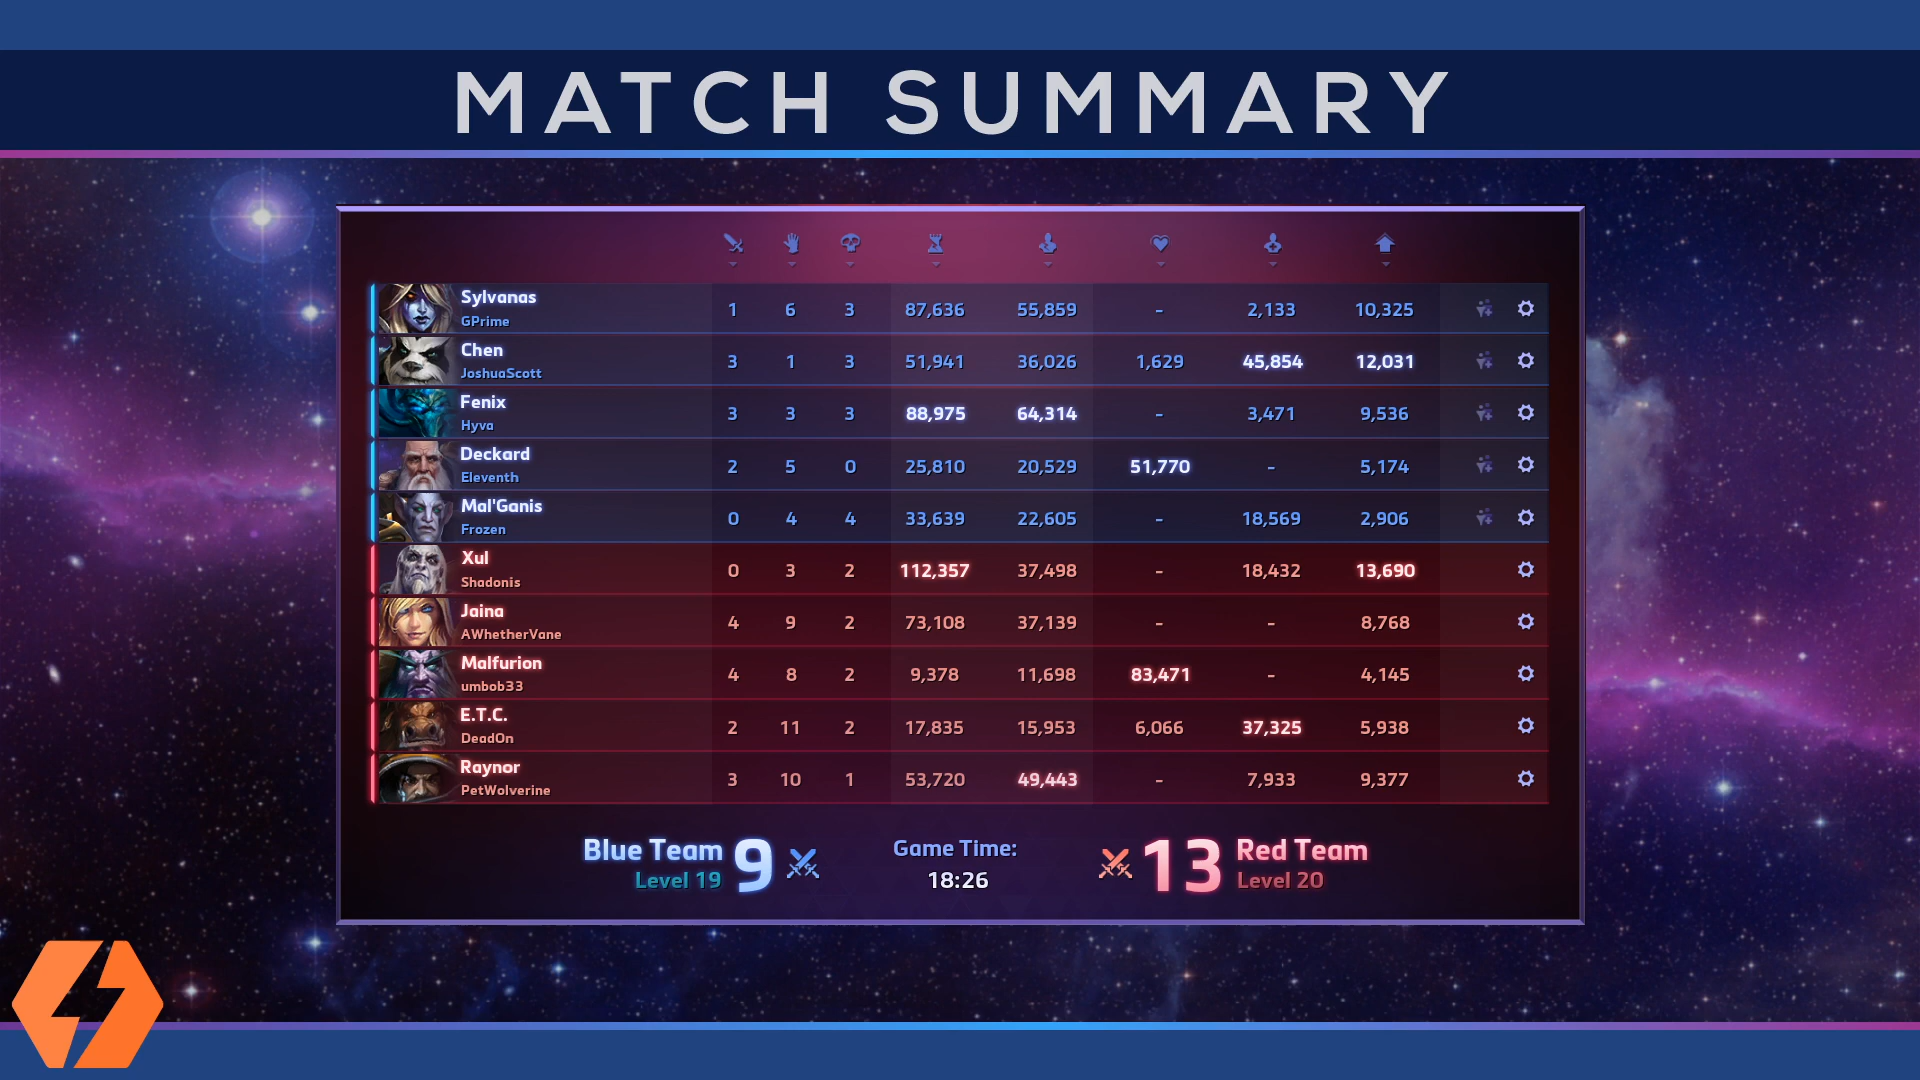 MATCH SUMMARY
Sylvanas
GPrime
1 6 3 87,636 55,859 - 2,133 10,325
Chen
JoshuaScott
3 1 3 51,941 36,026 1,629 45,854 12,031
Fenix
Hyva
3 3 3 88,975 64,314 - 3,471 9,536
Deckard
Eleventh
2 5 0 25,810 20,529 51,770 - 5,174
Mal'Ganis
Frozen
0 4 4 33,639 22,605 - 18,569 2,906
Xul
Shadonis
0 3 2 112,357 37,498 - 18,432 13,690
Jaina
AWhetherVane
4 9 2 73,108 37,139 - - 8,768
Malfurion
umbob33
4 8 2 9,378 11,698 83,471 - 4,145
E.T.C.
DeadOn
2 11 2 17,835 15,953 6,066 37,325 5,938
Raynor
PetWolverine
3 10 1 53,720 49,443 - 7,933 9,377
Blue Team
Level 19
9
Game Time:
18:26
13
Red Team
Level 20